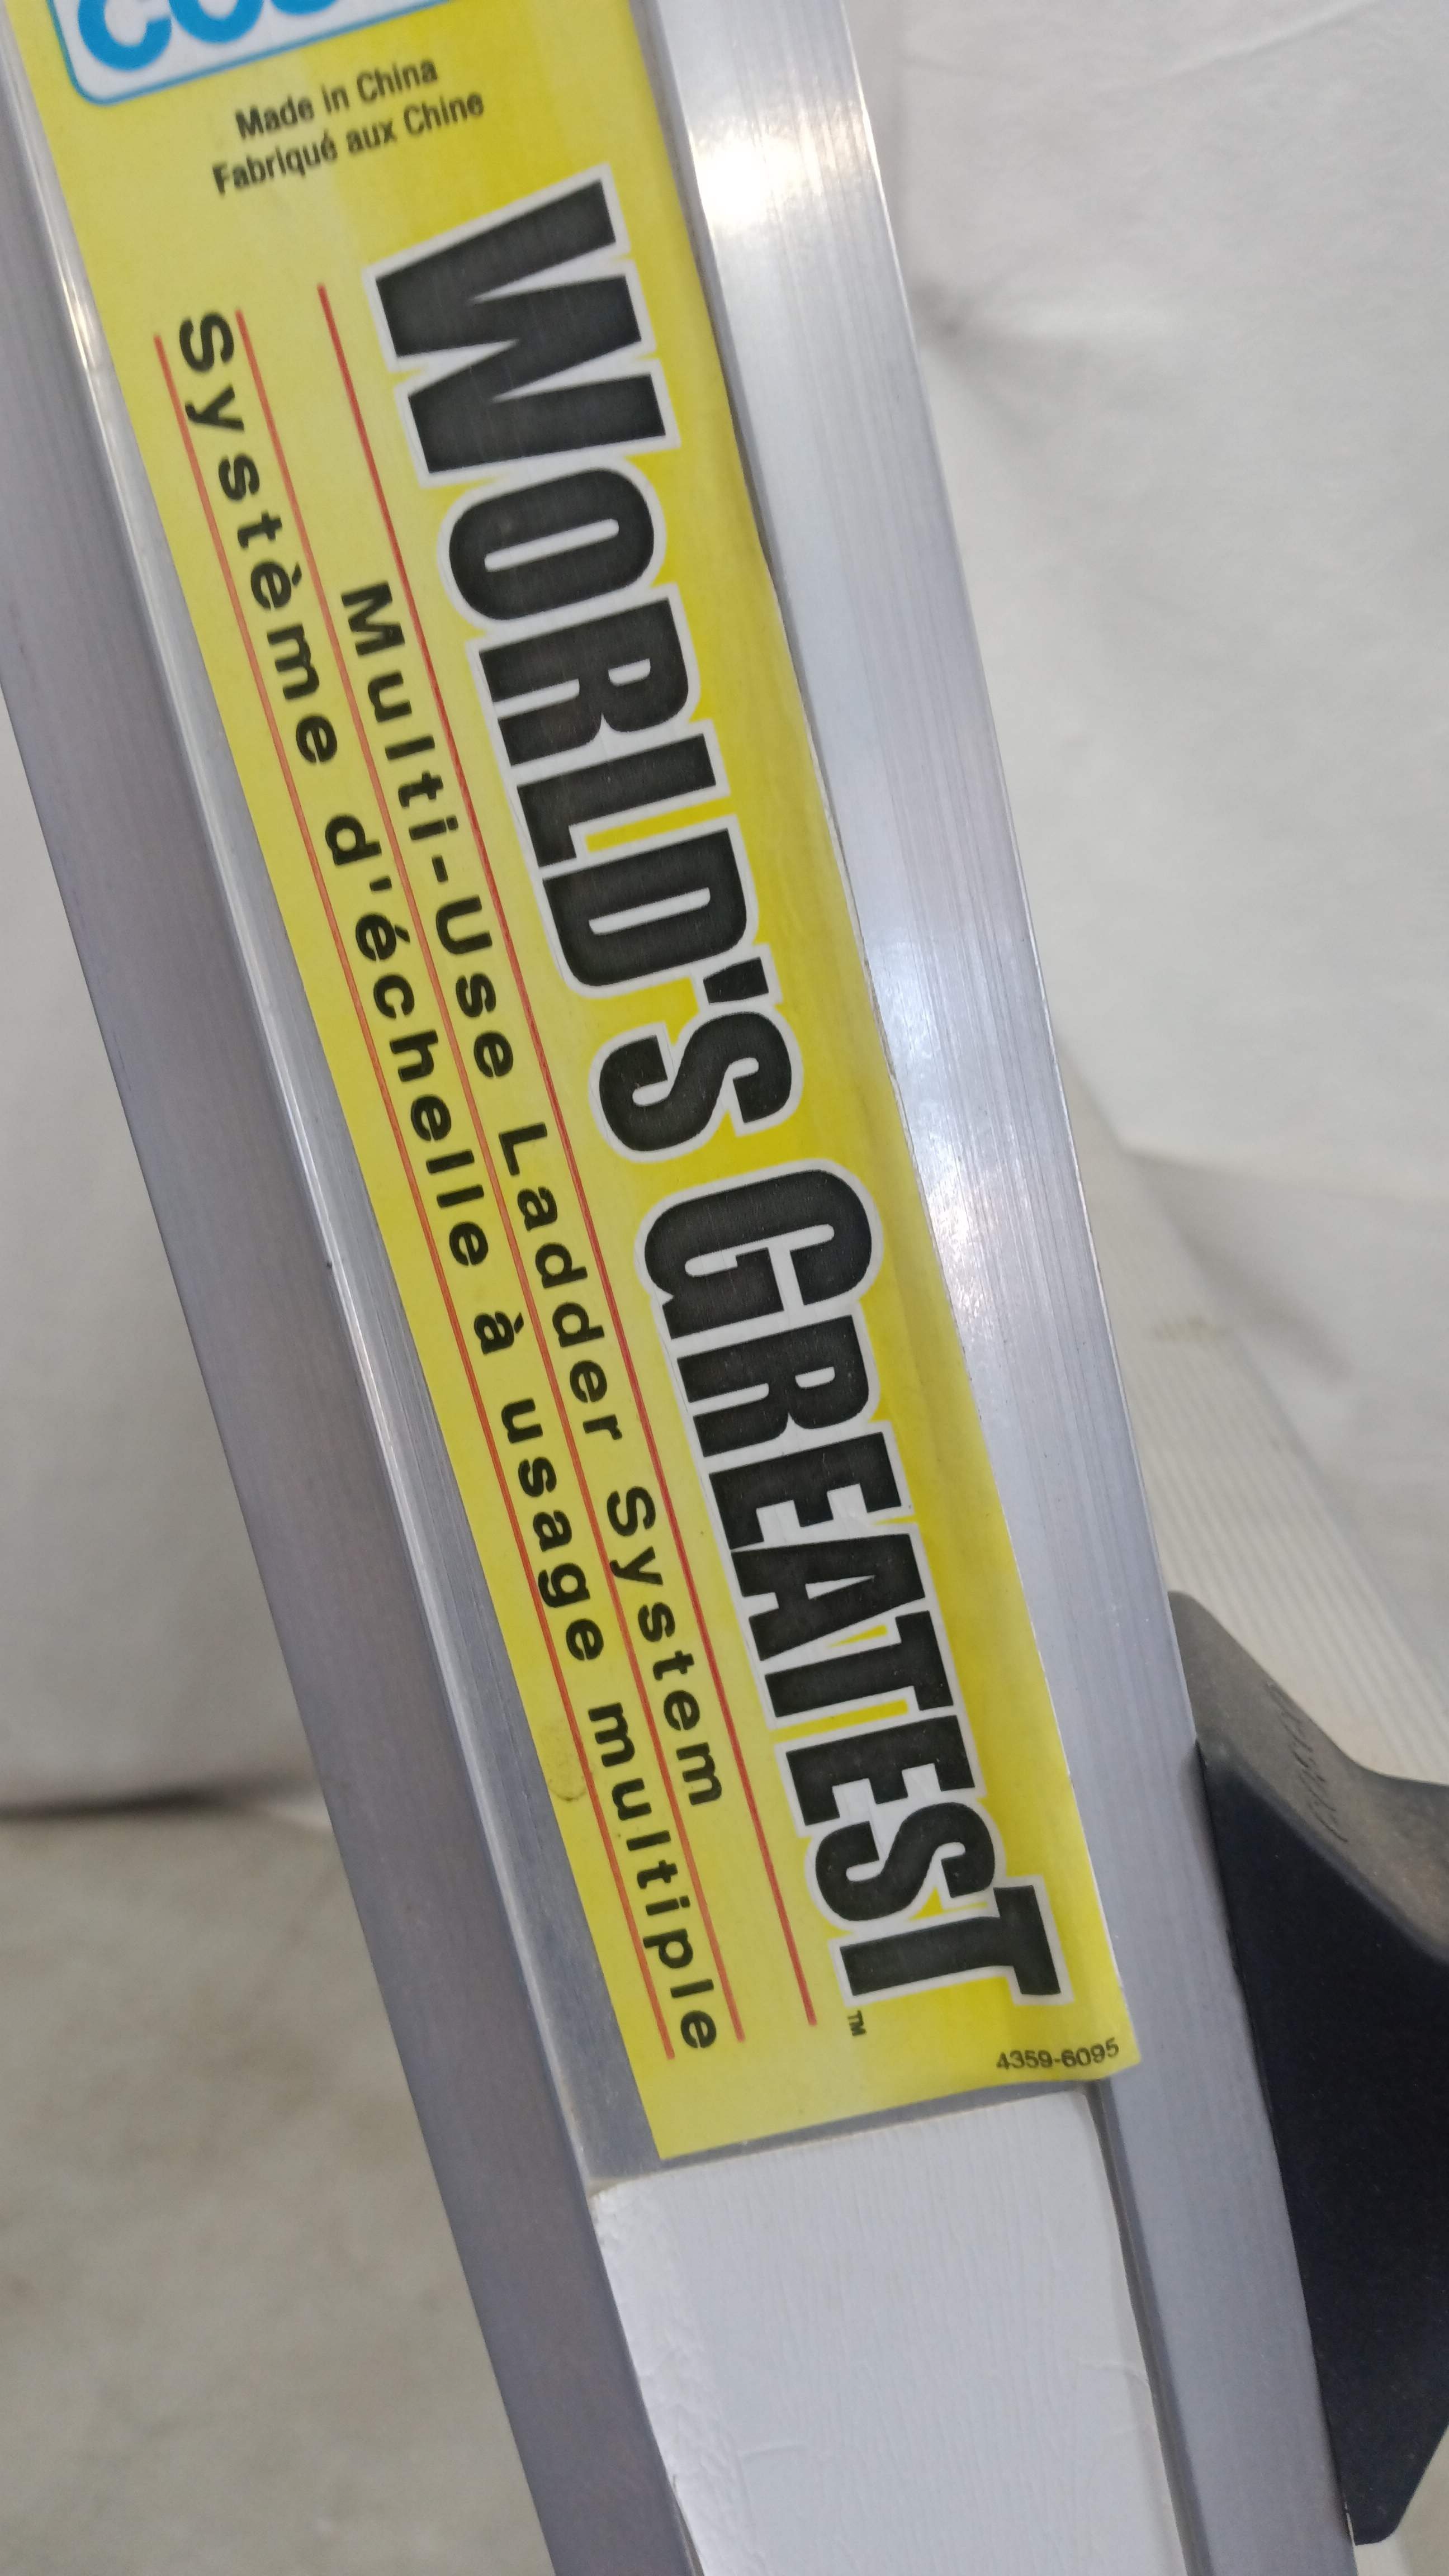 Made in China
Fabriqué aux Chine
WORLD'S GREATEST™
Multi-Use Ladder System
Système d'échelle à usage multiple
4359-6095